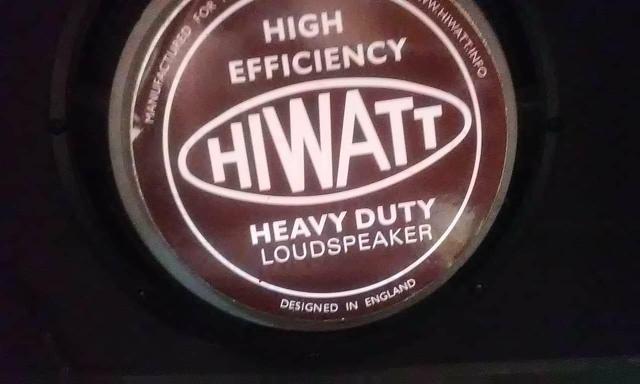 MANUFACTURED FOR
WWW.HIWATT.INFO
HIGH
EFFICIENCY
HIWATT
HEAVY DUTY
LOUDSPEAKER
DESIGNED IN ENGLAND